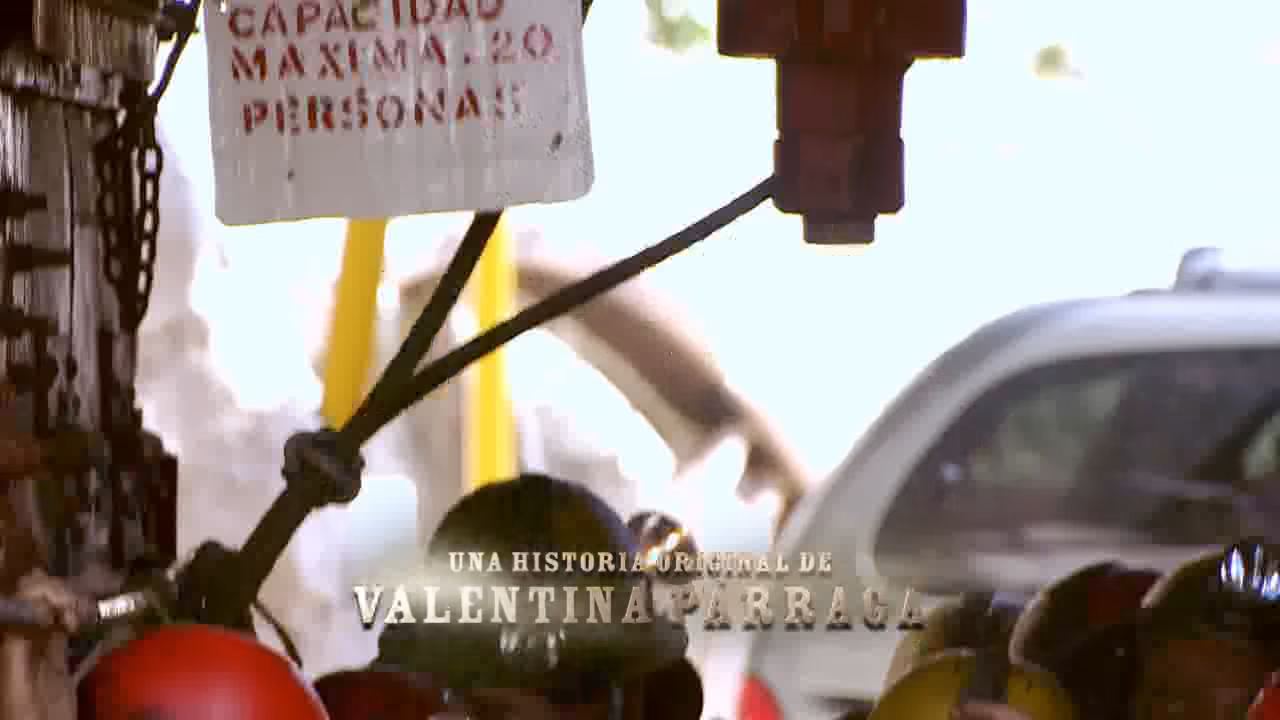 CAPACIDAD
MAXIMA.20
PERSONAS
UNA HISTORIA ORIGINAL DE
VALENTINA PÁRRAGA